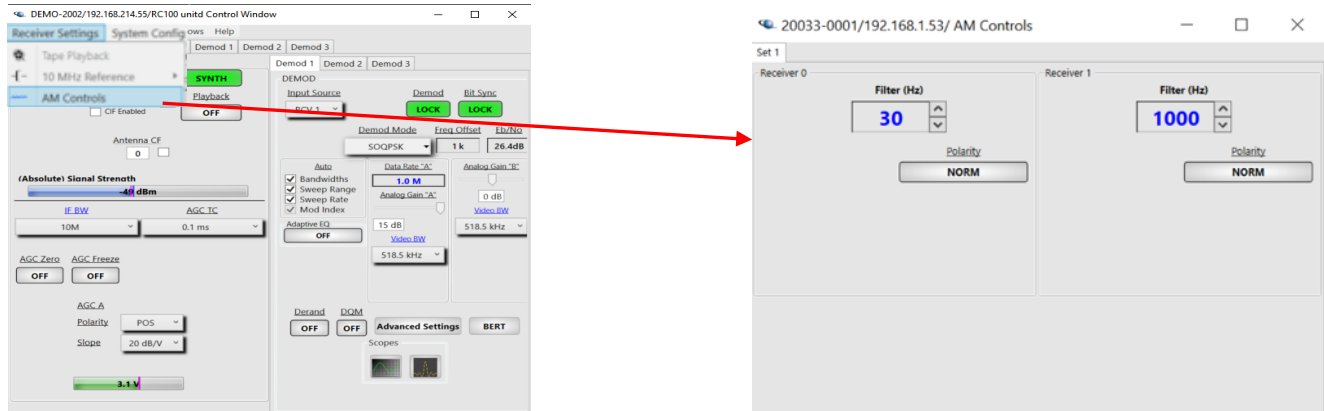 DEMO-2002/192.168.214.55/RC100 unitd Control Window
Receiver Settings System Config ows Help
Tape Playback
10 MHz Reference
AM Controls
Demod 1 Demod 2 Demod 3
SYNTH
Playback
CIF Enabled
OFF
Antenna CF
0
(Absolute) Signal Strength
-49 dBm
IF BW AGC TC
10M 0.1 ms
AGC Zero AGC Freeze
OFF OFF
AGC A
Polarity POS
Slope 20 dB/V
3.1 V
Demod 1 Demod 2 Demod 3
DEMOD
Input Source Demod Bit Sync
RCV 1 LOCK LOCK
Demod Mode Freq Offset Eb/No
SOQPSK 1 k 26.4dB
Auto
Bandwidths
Sweep Range
Sweep Rate
Mod Index
Adaptive EQ
OFF
Data Rate "A"
1.0 M
Analog Gain "A"
15 dB
Video BW
518.5 kHz
Analog Gain "B"
0 dB
Video BW
518.5 kHz
Derand DQM
OFF OFF Advanced Settings BERT
Scopes
20033-0001/192.168.1.53/ AM Controls
Set 1
Receiver 0
Filter (Hz)
30
Polarity
NORM
Receiver 1
Filter (Hz)
1000
Polarity
NORM